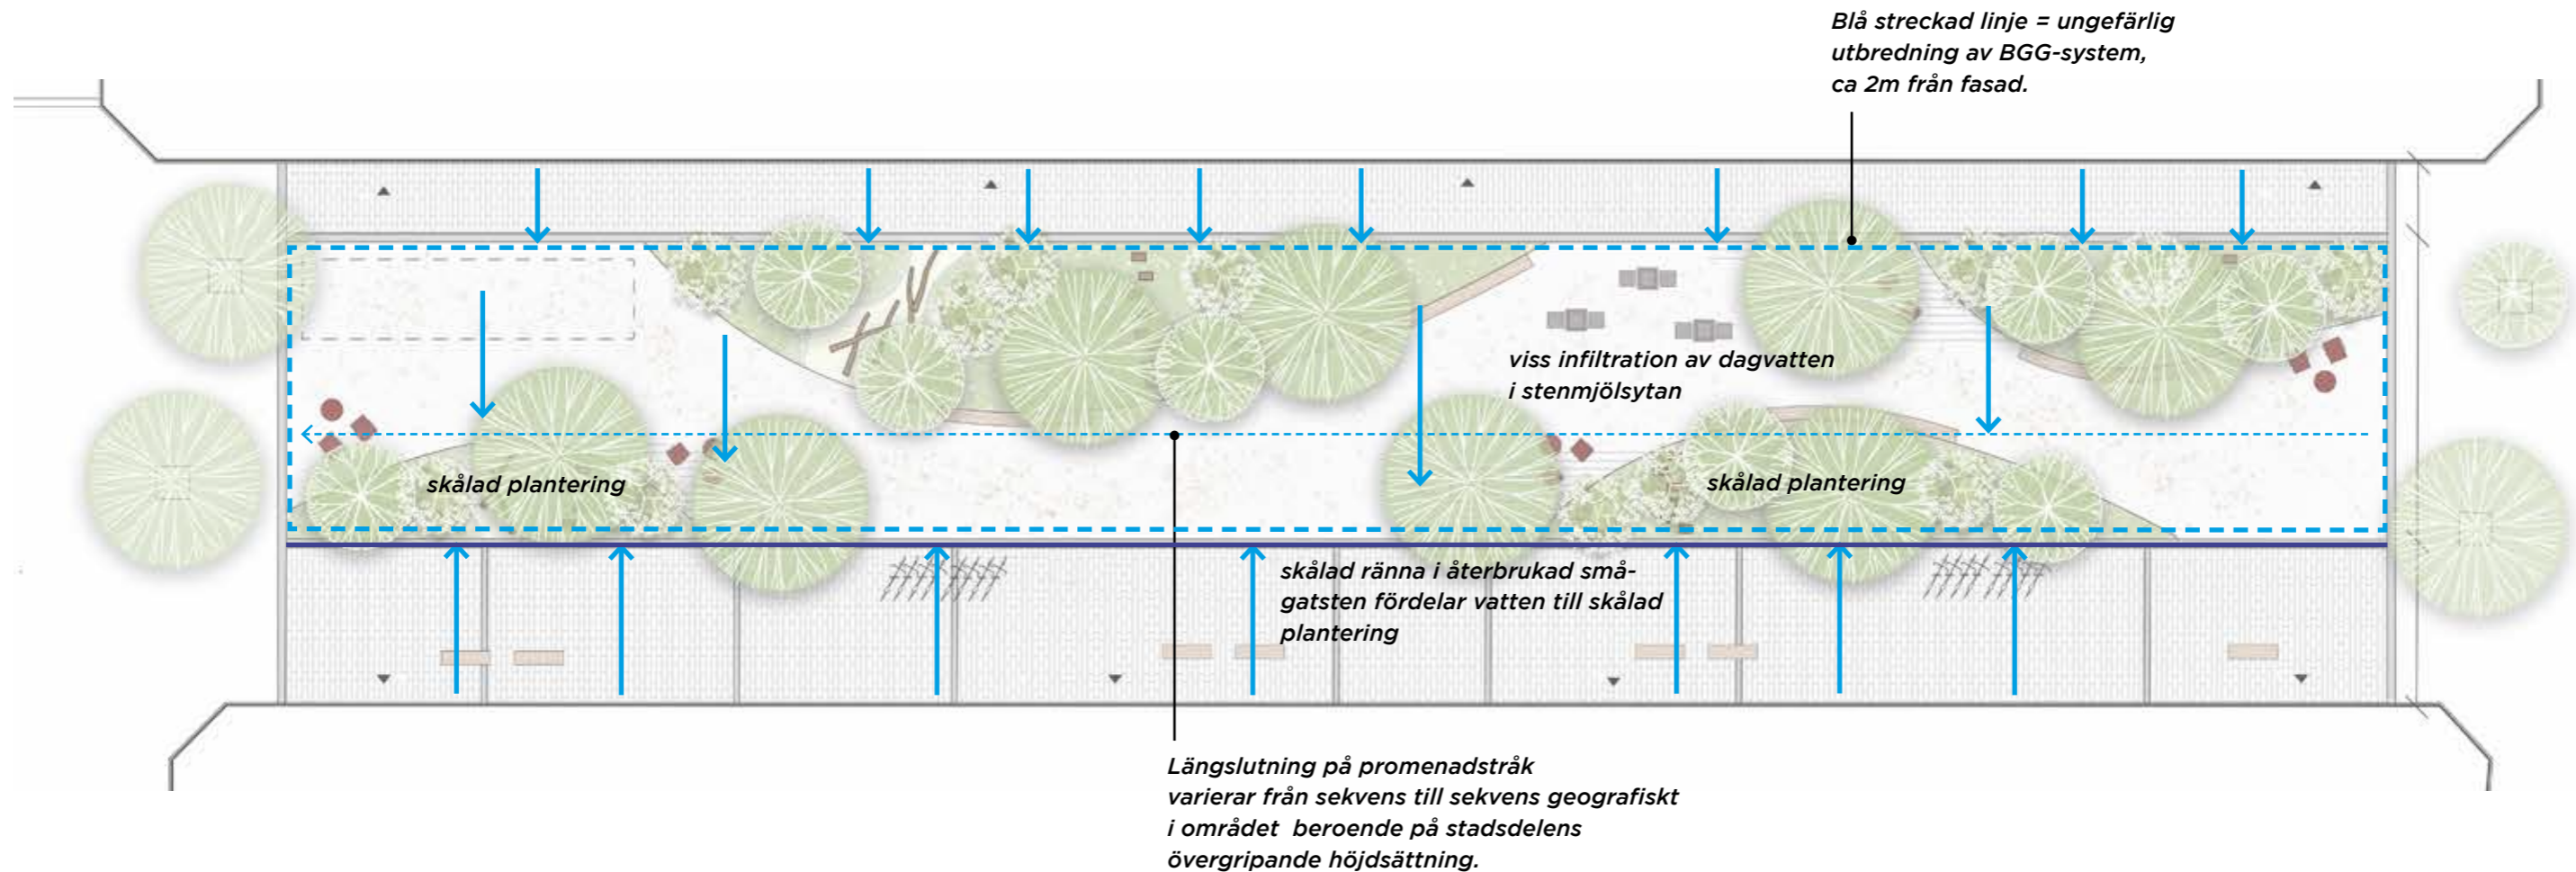 Blå streckad linje = ungefärlig
utbredning av BGG-system,
ca 2m från fasad.
viss infiltration av dagvatten
i stenmjölsytan
skålad plantering
skålad plantering
skålad ränna i återbrukad små-
gatsten fördelar vatten till skålad
plantering
Längslutning på promenadstråk
varierar från sekvens till sekvens geografiskt
i området  beroende på stadsdelens
övergripande höjdsättning.